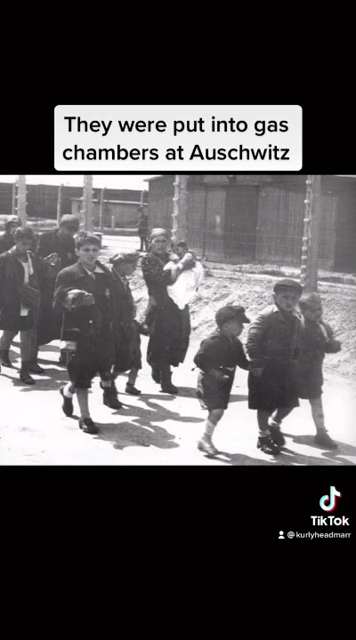 They were put into gas
chambers at Auschwitz
TikTok
@kurlyheadmarr